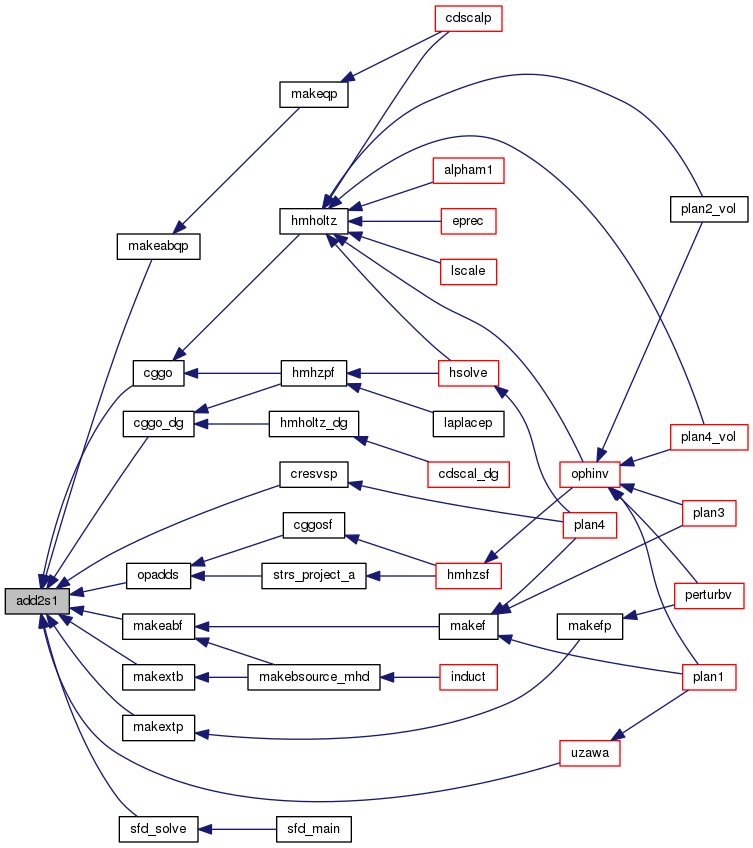 cdscalp
makeqp
alpham1
plan2_vol
hmholtz
eprec
makeabqp
lscale
cggo
hmhzpf
hsolve
cggo_dg
hmholtz_dg
laplacep
plan4_vol
cresvsp
cdscal_dg
ophinv
cggosf
plan4
plan3
opadds
strs_project_a
hmhzsf
add2s1
perturbv
makeabf
makef
makefp
makextb
makebsource_mhd
induct
plan1
makextp
uzawa
sfd_solve
sfd_main